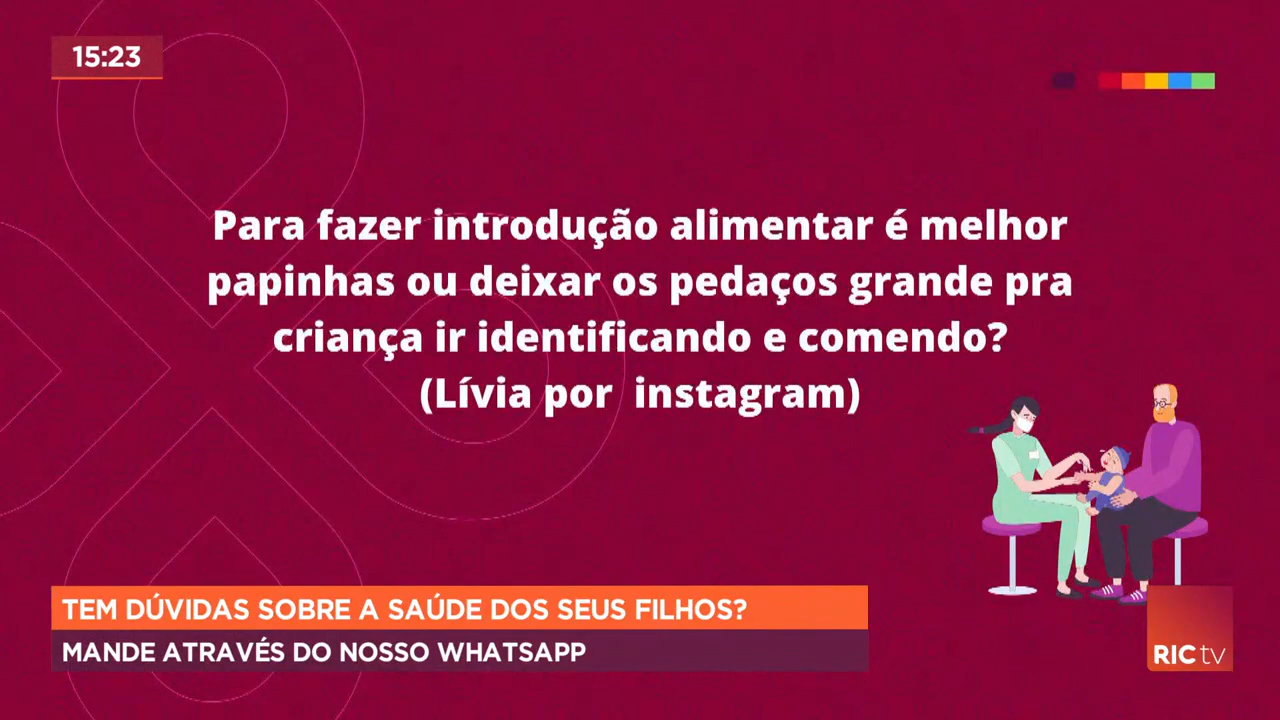 15:23
Para fazer introdução alimentar é melhor
papinhas ou deixar os pedaços grande pra
criança ir identificando e comendo?
(Lívia por instagram)
TEM DÚVIDAS SOBRE A SAÚDE DOS SEUS FILHOS?
MANDE ATRAVÉS DO NOSSO WHATSAPP
RIC tv